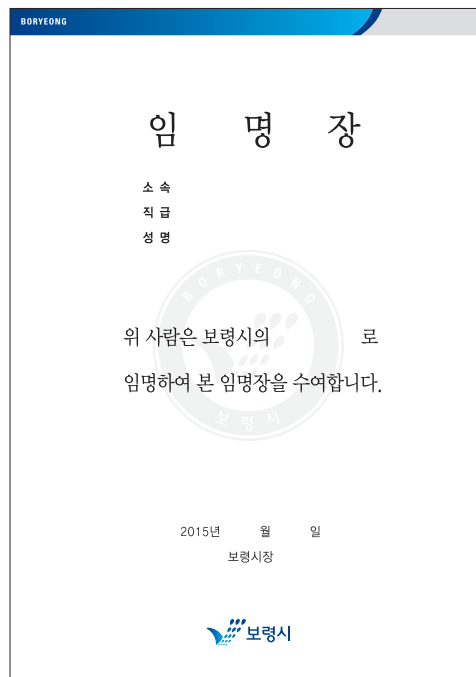 BORYEONG
임 명 장
소 속
직 급
성 명
BORYEONG
위 사람은 보령시의 로
임명하여 본 임명장을 수여합니다.
보령시
2015년 월 일
보령시장
보령시